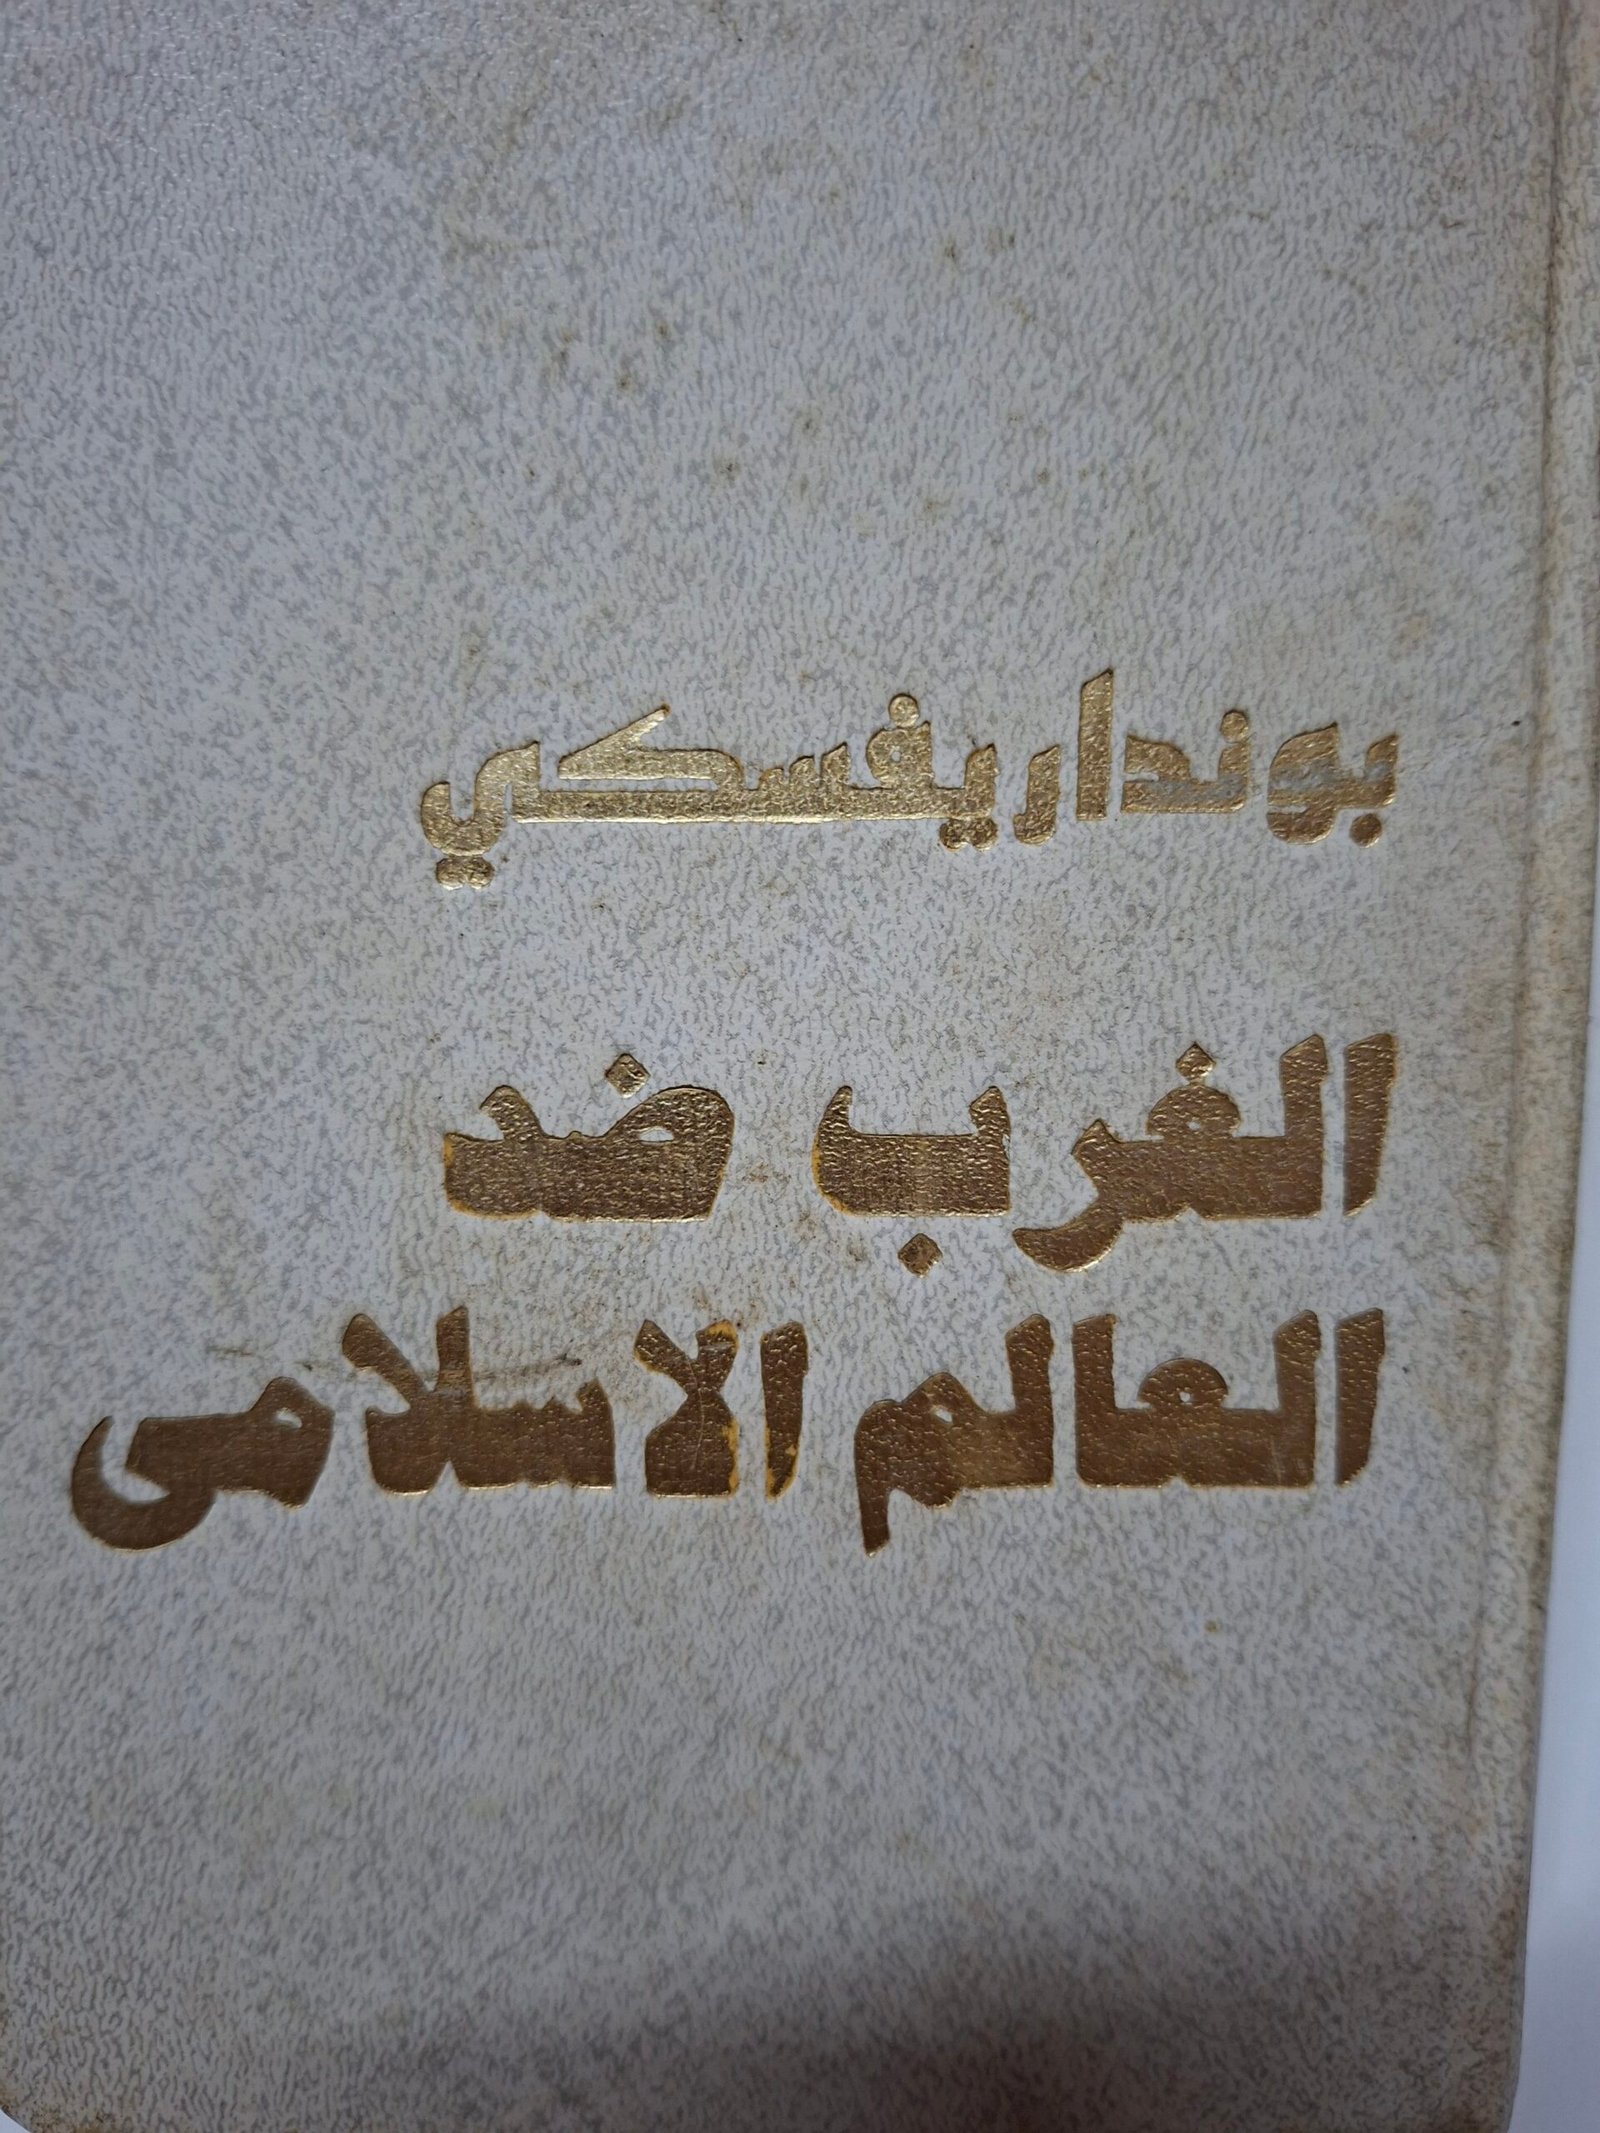 بونداريفسكي
الغرب ضد
العالم الاسلامى